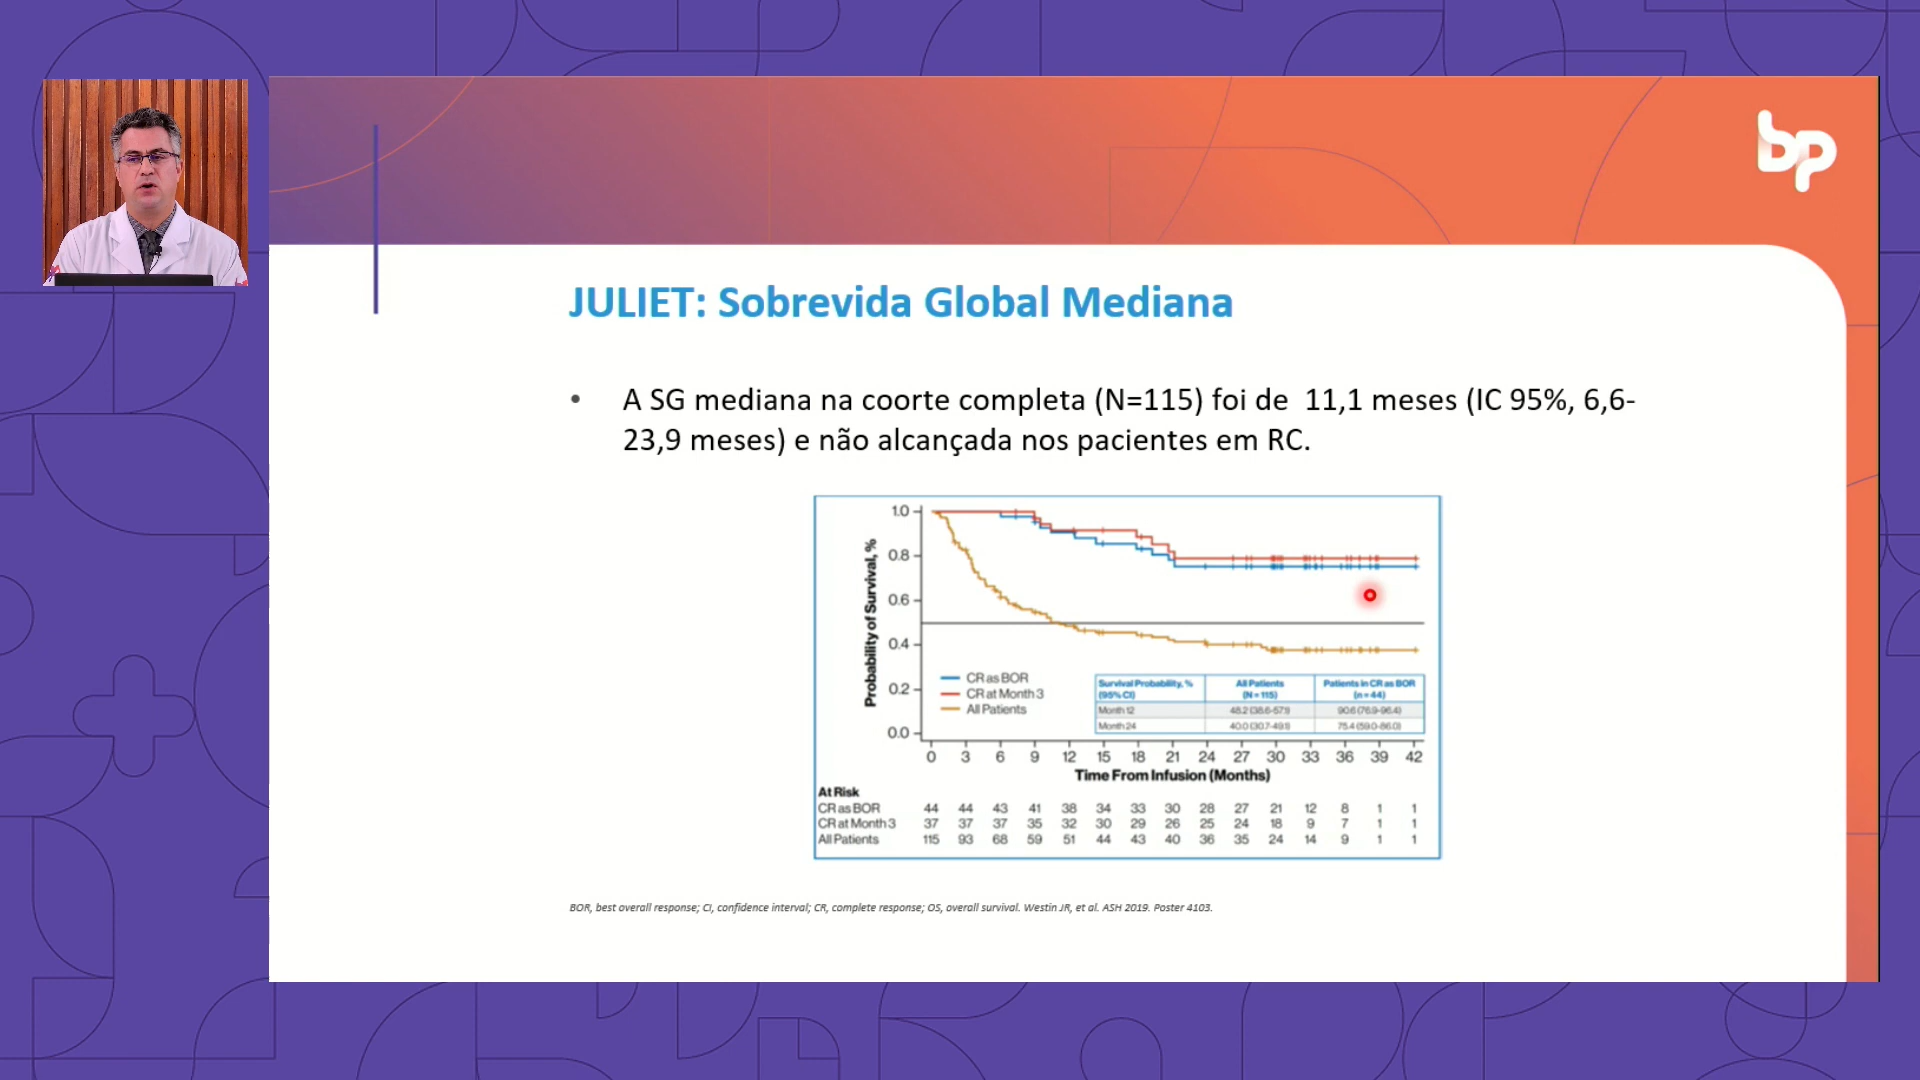 bp
JULIET: Sobrevida Global Mediana
• A SG mediana na coorte completa (N=115) foi de 11,1 meses (IC 95%, 6,6-
23,9 meses) e não alcançada nos pacientes em RC.
Probability of Survival, %
1.0
0.8
0.6
0.4
0.2
0.0
CR as BOR
CR at Month 3
All Patients
Survival Probability, % (95% CI) All Patients (N = 115) Patients in CR as BOR (n = 44)
Month 12 48.2 (38.6-57.1) 90.6 (76.9-96.4)
Month 24 40.0 (30.7-49.1) 75.4 (59.0-86.0)
0 3 6 9 12 15 18 21 24 27 30 33 36 39 42
Time From Infusion (Months)
At Risk
CR as BOR 44 44 43 41 38 34 33 30 28 27 21 12 8 1 1
CR at Month 3 37 37 37 35 32 30 29 26 25 24 18 9 7 1 1
All Patients 115 93 68 59 51 44 43 40 36 35 24 14 9 1 1
BOR, best overall response; CI, confidence interval; CR, complete response; OS, overall survival. Westin JR, et al. ASH 2019. Poster 4103.